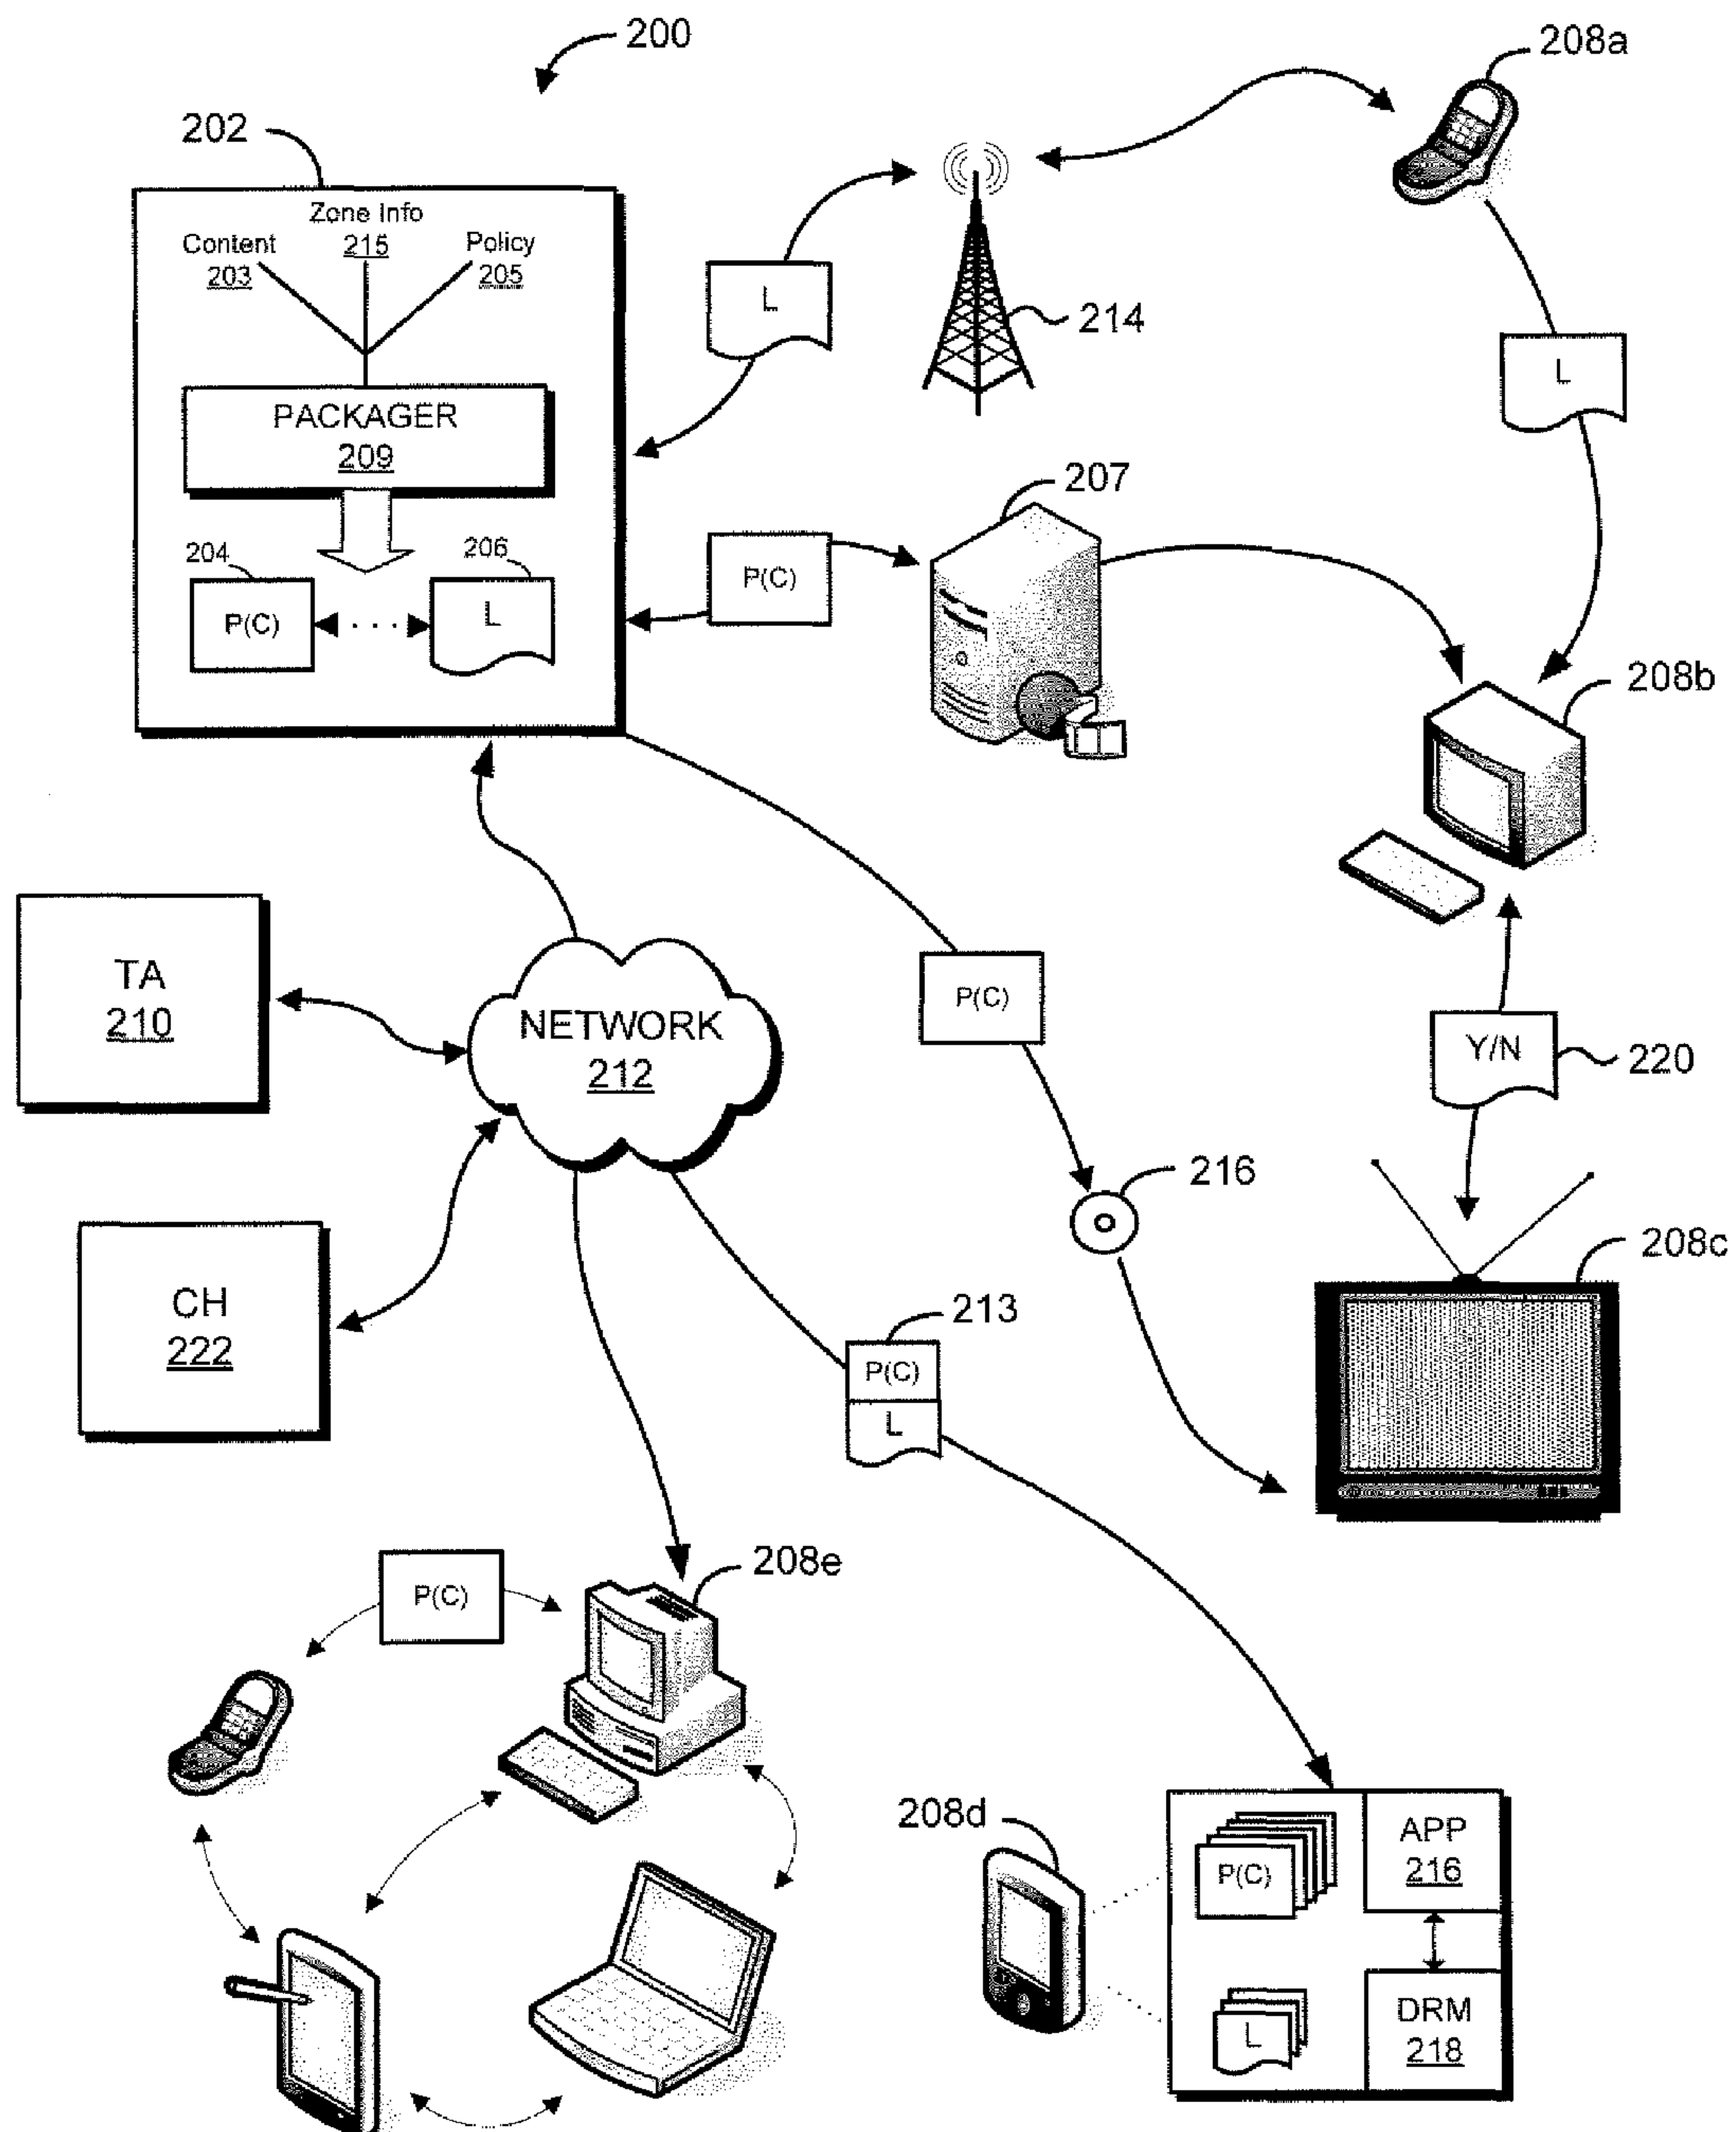 200
208a
202
Zone Info
215
Content
203
Policy
205
L
214
L
PACKAGER
209
207
204
206
P(C)
P(C)
. . .
L
208b
TA
210
NETWORK
212
P(C)
Y/N
220
216
208c
CH
222
213
P(C)
L
208e
P(C)
208d
P(C)
APP
216
L
DRM
218